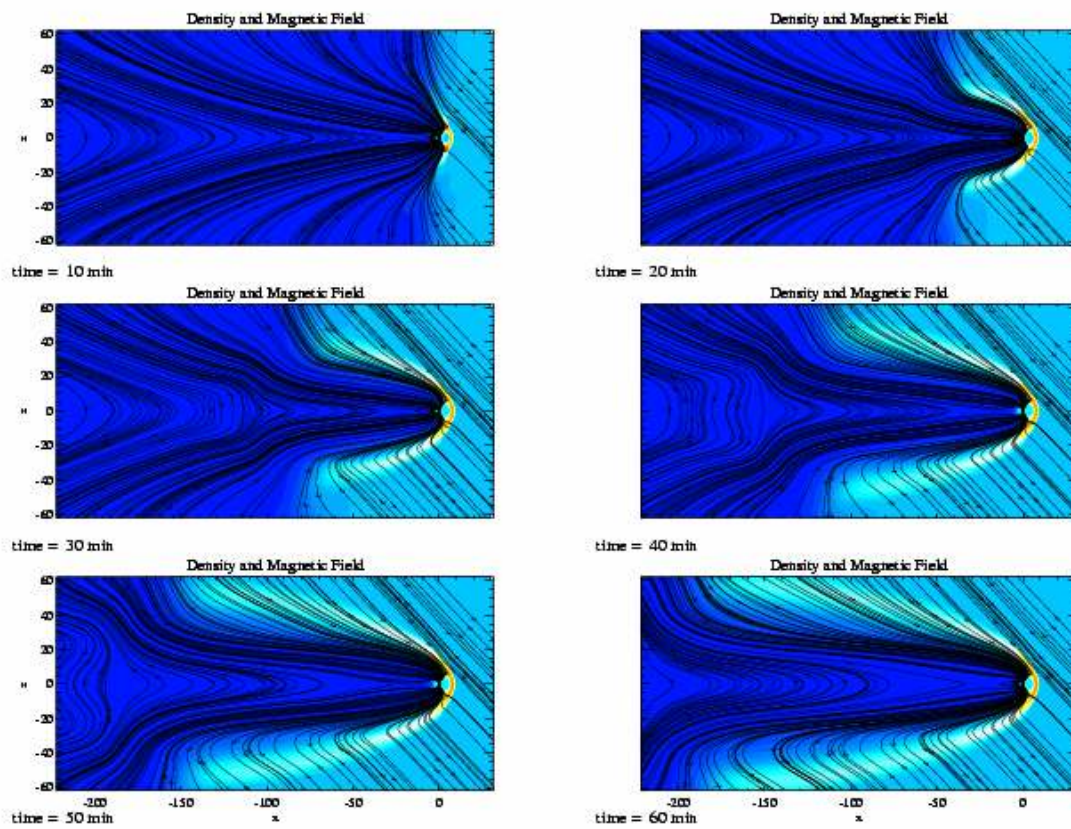 Density and Magnetic Field
Density and Magnetic Field
60
40
20
0
-20
-40
-60
z
time = 10 min
time = 20 min
Density and Magnetic Field
Density and Magnetic Field
60
40
20
0
-20
-40
-60
z
time = 30 min
time = 40 min
Density and Magnetic Field
Density and Magnetic Field
60
40
20
0
-20
-40
-60
z
-200 -150 -100 -50 0
-200 -150 -100 -50 0
time = 50 min x
time = 60 min x